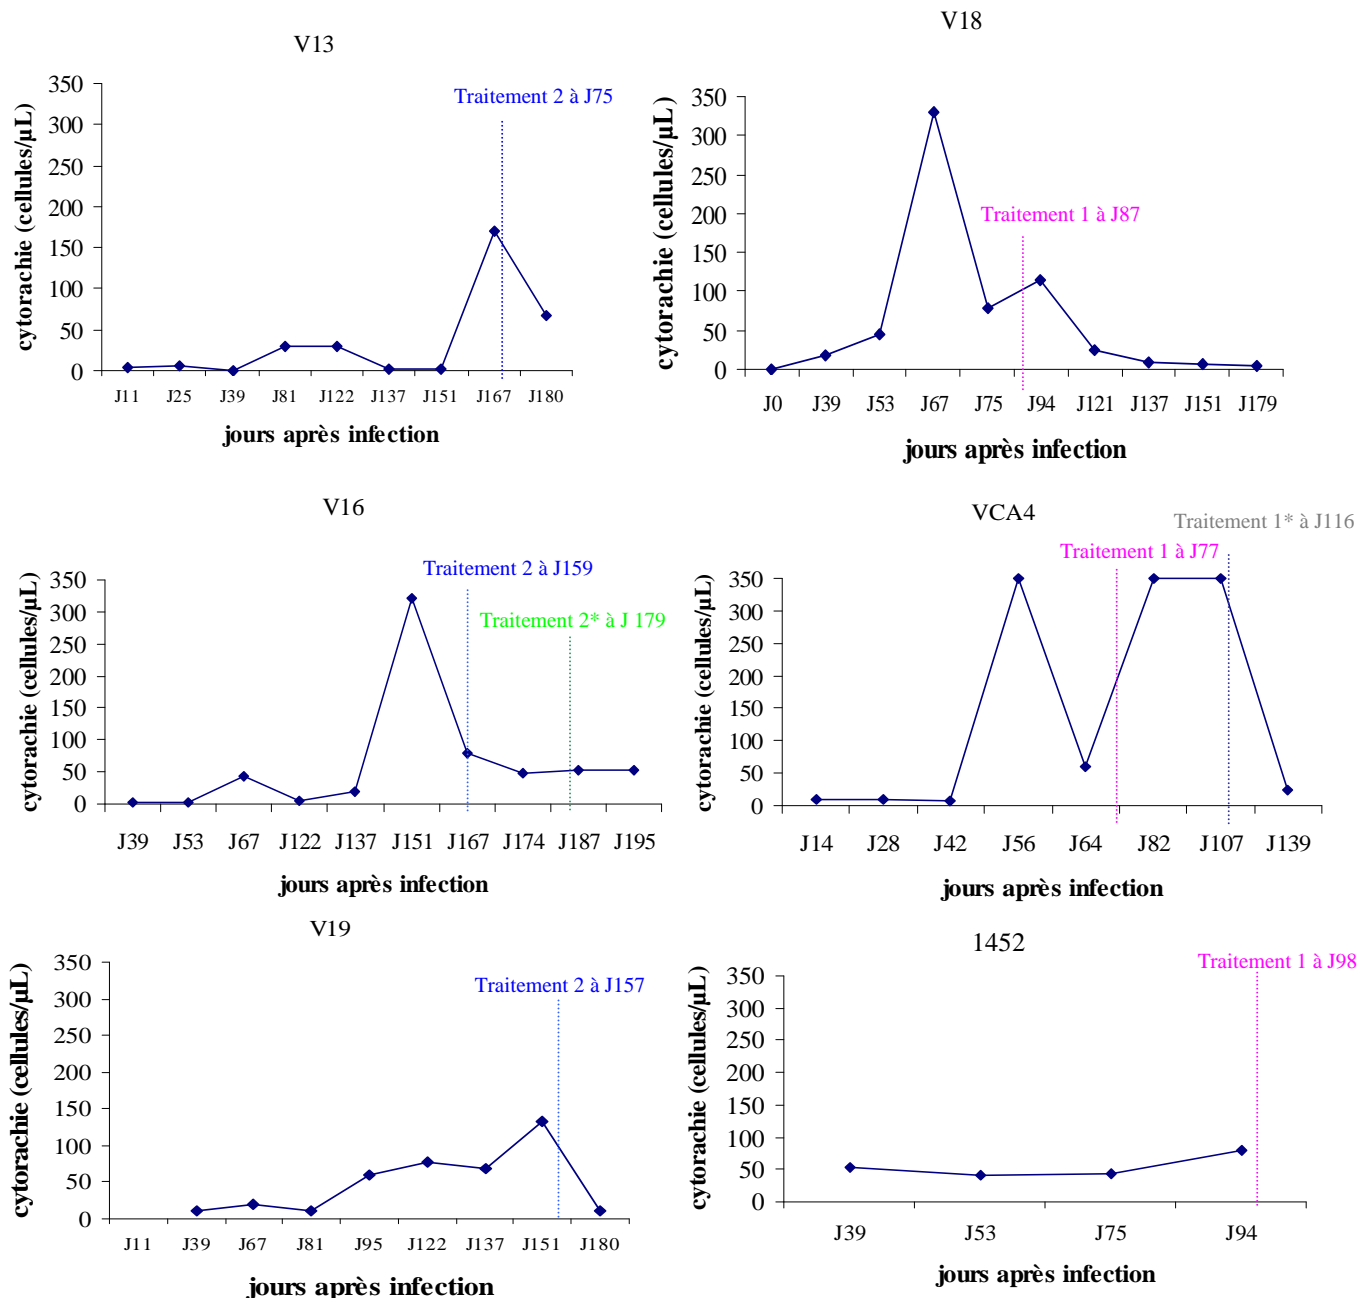 V13
cytorachie (cellules/µL)
350
300
250
200
150
100
50
0
Traitement 2 à J75
J11 J25 J39 J81 J122 J137 J151 J167 J180
jours après infection
V18
cytorachie (cellules/µL)
350
300
250
200
150
100
50
0
Traitement 1 à J87
J0 J39 J53 J67 J75 J94 J121 J137 J151 J179
jours après infection
V16
cytorachie (cellules/µL)
350
300
250
200
150
100
50
0
Traitement 2 à J159
Traitement 2* à J 179
J39 J53 J67 J122 J137 J151 J167 J174 J187 J195
jours après infection
VCA4
cytorachie (cellules/µL)
350
300
250
200
150
100
50
0
Traitement 1* à J116
Traitement 1 à J77
J14 J28 J42 J56 J64 J82 J107 J139
jours après infection
V19
cytorachie (cellules/µL)
350
300
250
200
150
100
50
0
Traitement 2 à J157
J11 J39 J67 J81 J95 J122 J137 J151 J180
jours après infection
1452
cytorachie (cellules/µL)
350
300
250
200
150
100
50
0
Traitement 1 à J98
J39 J53 J75 J94
jours après infection